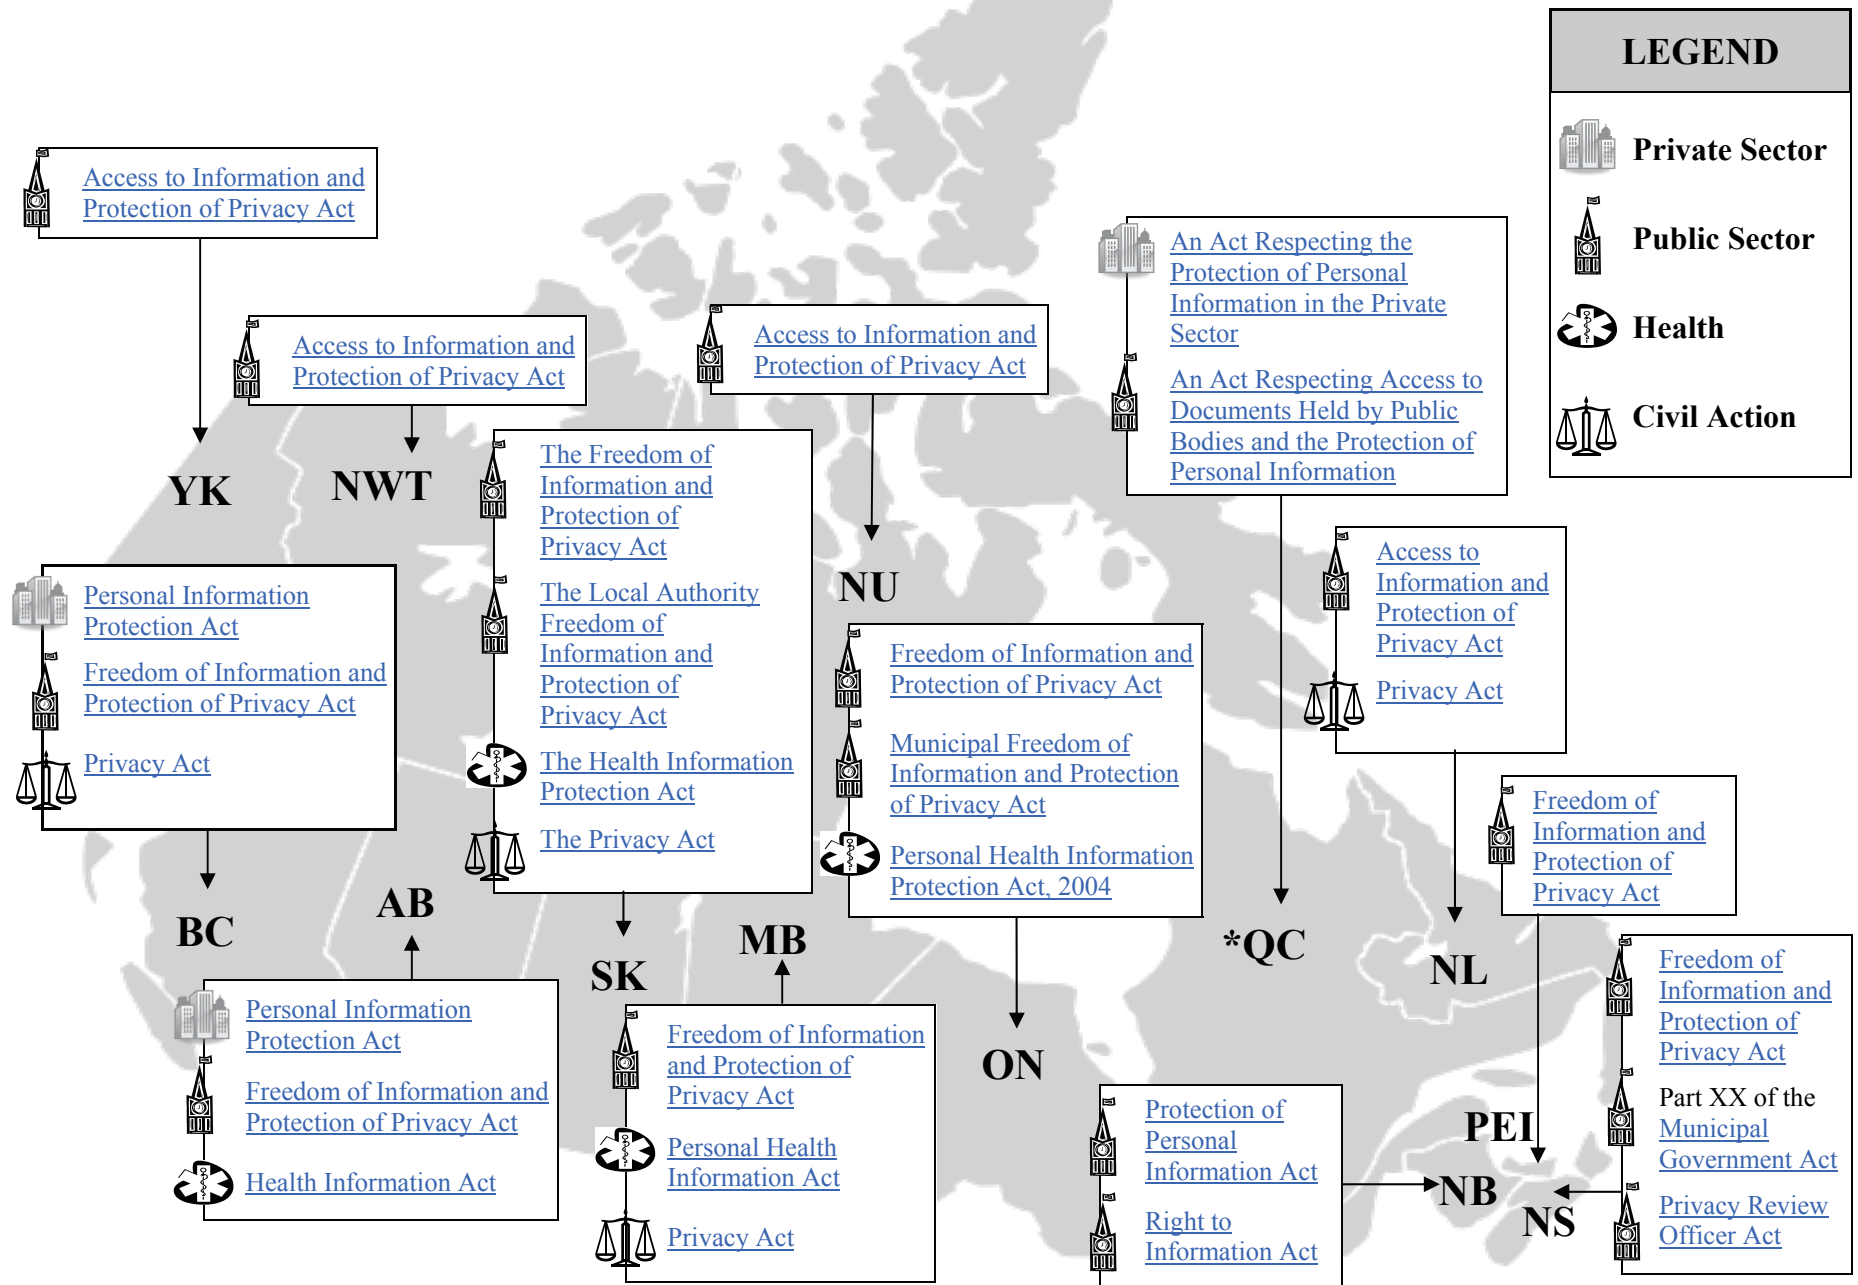 LEGEND
Private Sector
Public Sector
Health
Civil Action
Access to Information and
Protection of Privacy Act
YK
Access to Information and
Protection of Privacy Act
NWT
Access to Information and
Protection of Privacy Act
NU
An Act Respecting the
Protection of Personal
Information in the Private
Sector
An Act Respecting Access to
Documents Held by Public
Bodies and the Protection of
Personal Information
*QC
The Freedom of
Information and
Protection of
Privacy Act
The Local Authority
Freedom of
Information and
Protection of
Privacy Act
The Health Information
Protection Act
The Privacy Act
SK
Personal Information
Protection Act
Freedom of Information and
Protection of Privacy Act
Privacy Act
BC
Freedom of Information and
Protection of Privacy Act
Municipal Freedom of
Information and Protection
of Privacy Act
Personal Health Information
Protection Act, 2004
ON
Access to
Information and
Protection of
Privacy Act
Privacy Act
NL
Freedom of
Information and
Protection of
Privacy Act
PEI
AB
Personal Information
Protection Act
Freedom of Information and
Protection of Privacy Act
Health Information Act
MB
Freedom of Information
and Protection of
Privacy Act
Personal Health
Information Act
Privacy Act
Protection of
Personal
Information Act
Right to
Information Act
NB
Freedom of
Information and
Protection of
Privacy Act
Part XX of the
Municipal
Government Act
Privacy Review
Officer Act
NS